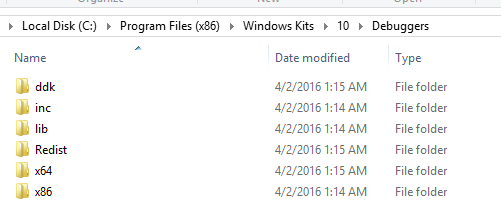 Organize New Open
Local Disk (C:) Program Files (x86) Windows Kits 10 Debuggers
Name Date modified Type
ddk 4/2/2016 1:15 AM File folder
inc 4/2/2016 1:14 AM File folder
lib 4/2/2016 1:14 AM File folder
Redist 4/2/2016 1:15 AM File folder
x64 4/2/2016 1:15 AM File folder
x86 4/2/2016 1:14 AM File folder